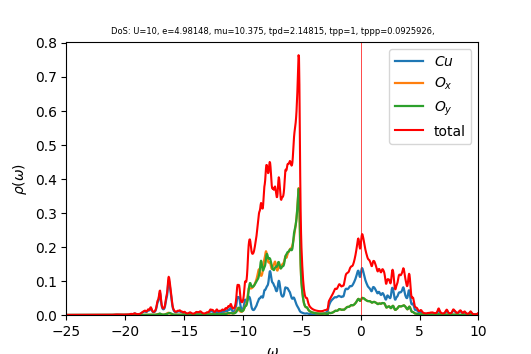 DoS: U=10, e=4.98148, mu=10.375, tpd=2.14815, tpp=1, tppp=0.0925926,
0.8
0.7
0.6
0.5
0.4
0.3
0.2
0.1
0.0
ρ(ω)
Cu
O_x
O_y
total
−25 −20 −15 −10 −5 0 5 10
ω